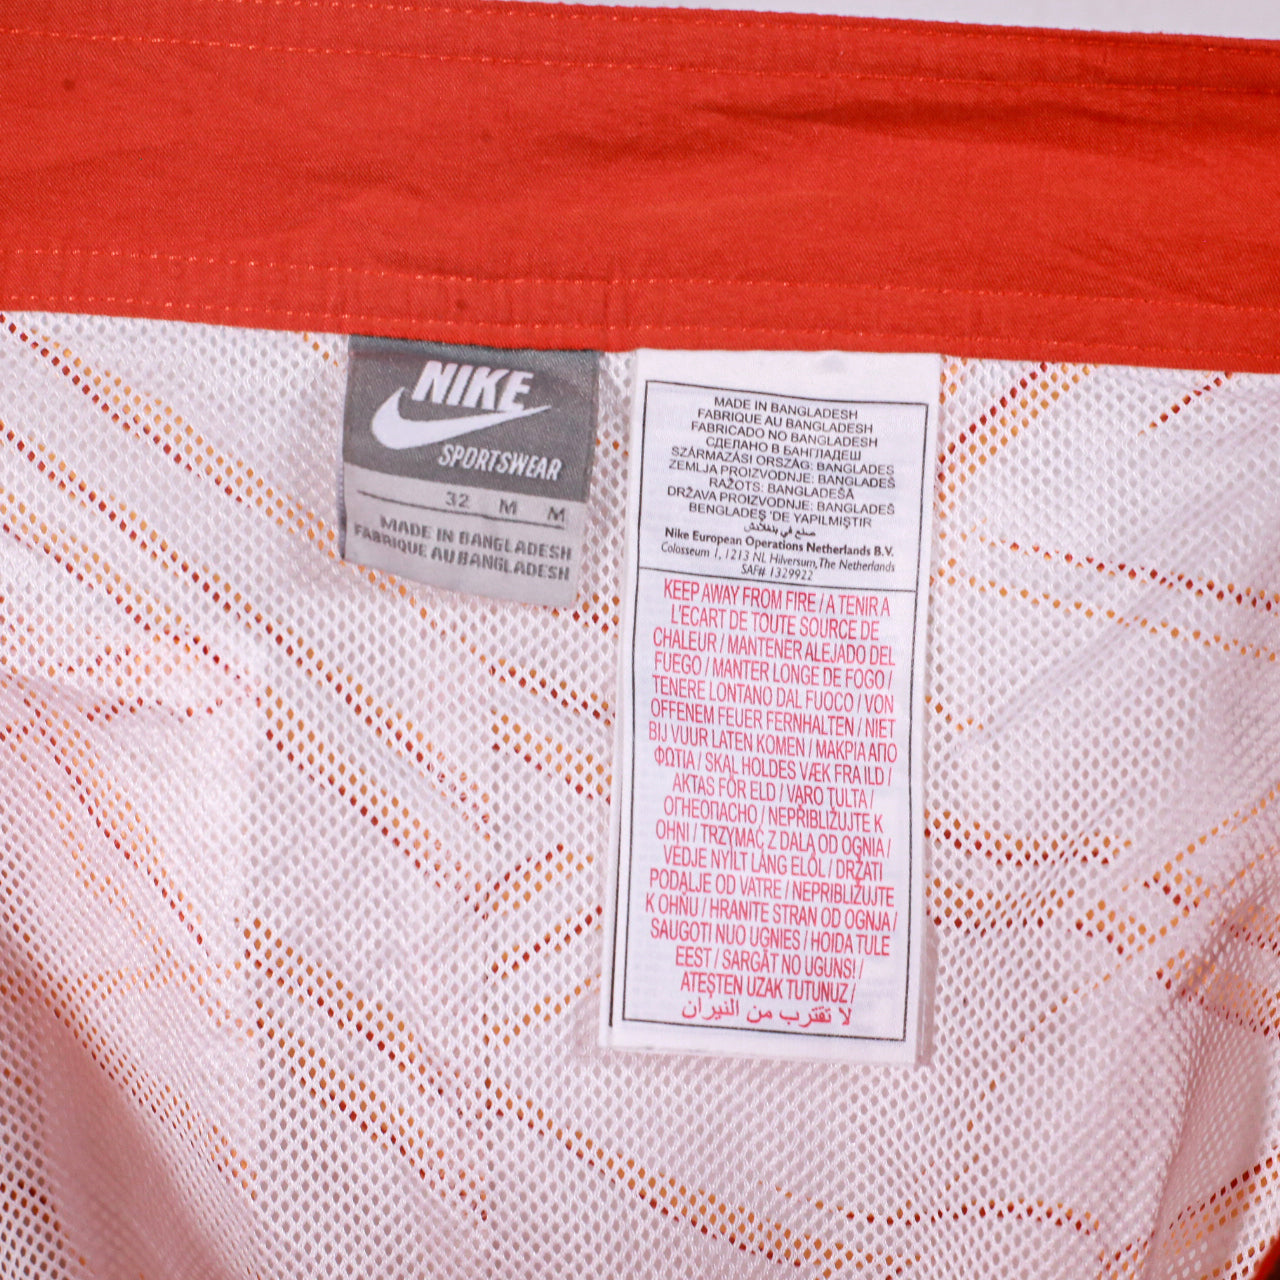 NIKE
SPORTSWEAR
32 M M
MADE IN BANGLADESH
FABRIQUE AU BANGLADESH
MADE IN BANGLADESH
FABRIQUE AU BANGLADESH
FABRICADO NO BANGLADESH
СДЕЛАНО В БАНГЛАДЕШ
SZÁRMAZÁSI ORSZÁG: BANGLADES
ZEMLJA PROIZVODNJE: BANGLADEŠ
RAŽOTS: BANGLADEŠĀ
DRŽAVA PROIZVODNJE: BANGLADEŠ
BENGLADEŞ 'DE YAPILMIŞTIR
صنع في بنغلادش
Nike European Operations Netherlands B.V.
Colosseum 1, 1213 NL Hilversum, The Netherlands
SAF# 1329922
KEEP AWAY FROM FIRE / A TENIR A
L'ECART DE TOUTE SOURCE DE
CHALEUR / MANTENER ALEJADO DEL
FUEGO / MANTER LONGE DE FOGO /
TENERE LONTANO DAL FUOCO / VON
OFFENEM FEUER FERNHALTEN / NIET
BIJ VUUR LATEN KOMEN / ΜΑΚΡΙΑ ΑΠΟ
ΦΩΤΙΑ / SKAL HOLDES VÆK FRA ILD /
AKTAS FÖR ELD / VARO TULTA /
ОГНЕОПАСНО / NEPŘIBLIŽUJTE K
OHNI / TRZYMAĆ Z DALA OD OGNIA /
VEDJE NYÍLT LÁNG ELŐL / DRŽATI
PODALJE OD VATRE / NEPRIBLIŽUJTE
K OHŇU / HRANITE STRAN OD OGNJA /
SAUGOTI NUO UGNIES / HOIDA TULE
EEST / SARGĀT NO UGUNS! /
ATEŞTEN UZAK TUTUNUZ /
لا تقترب من النيران